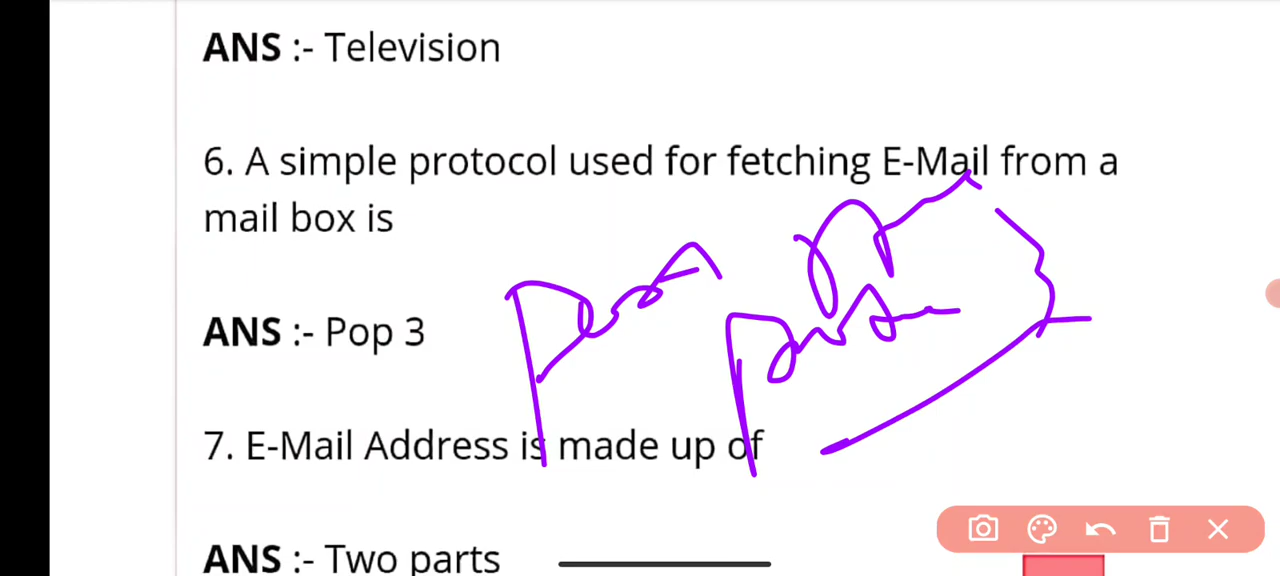 ANS :- Television
6. A simple protocol used for fetching E-Mail from a
mail box is
ANS :- Pop 3
7. E-Mail Address is made up of
ANS :- Two parts